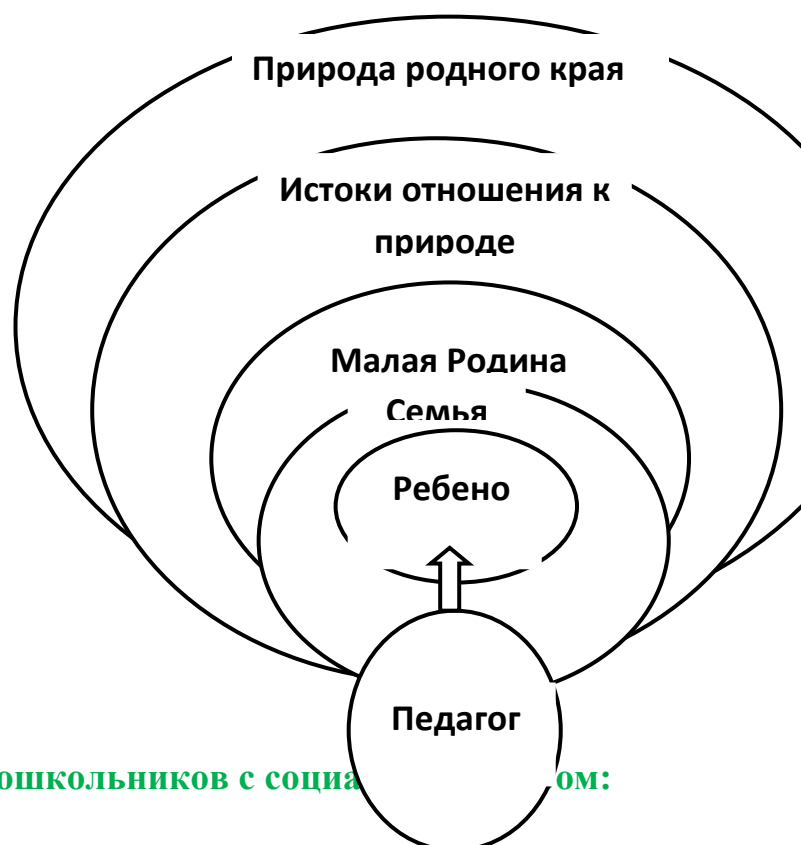 Природа родного края
Истоки отношения к
природе
Малая Родина
Семья
Ребено
Педагог
ошкольников с социа ом: